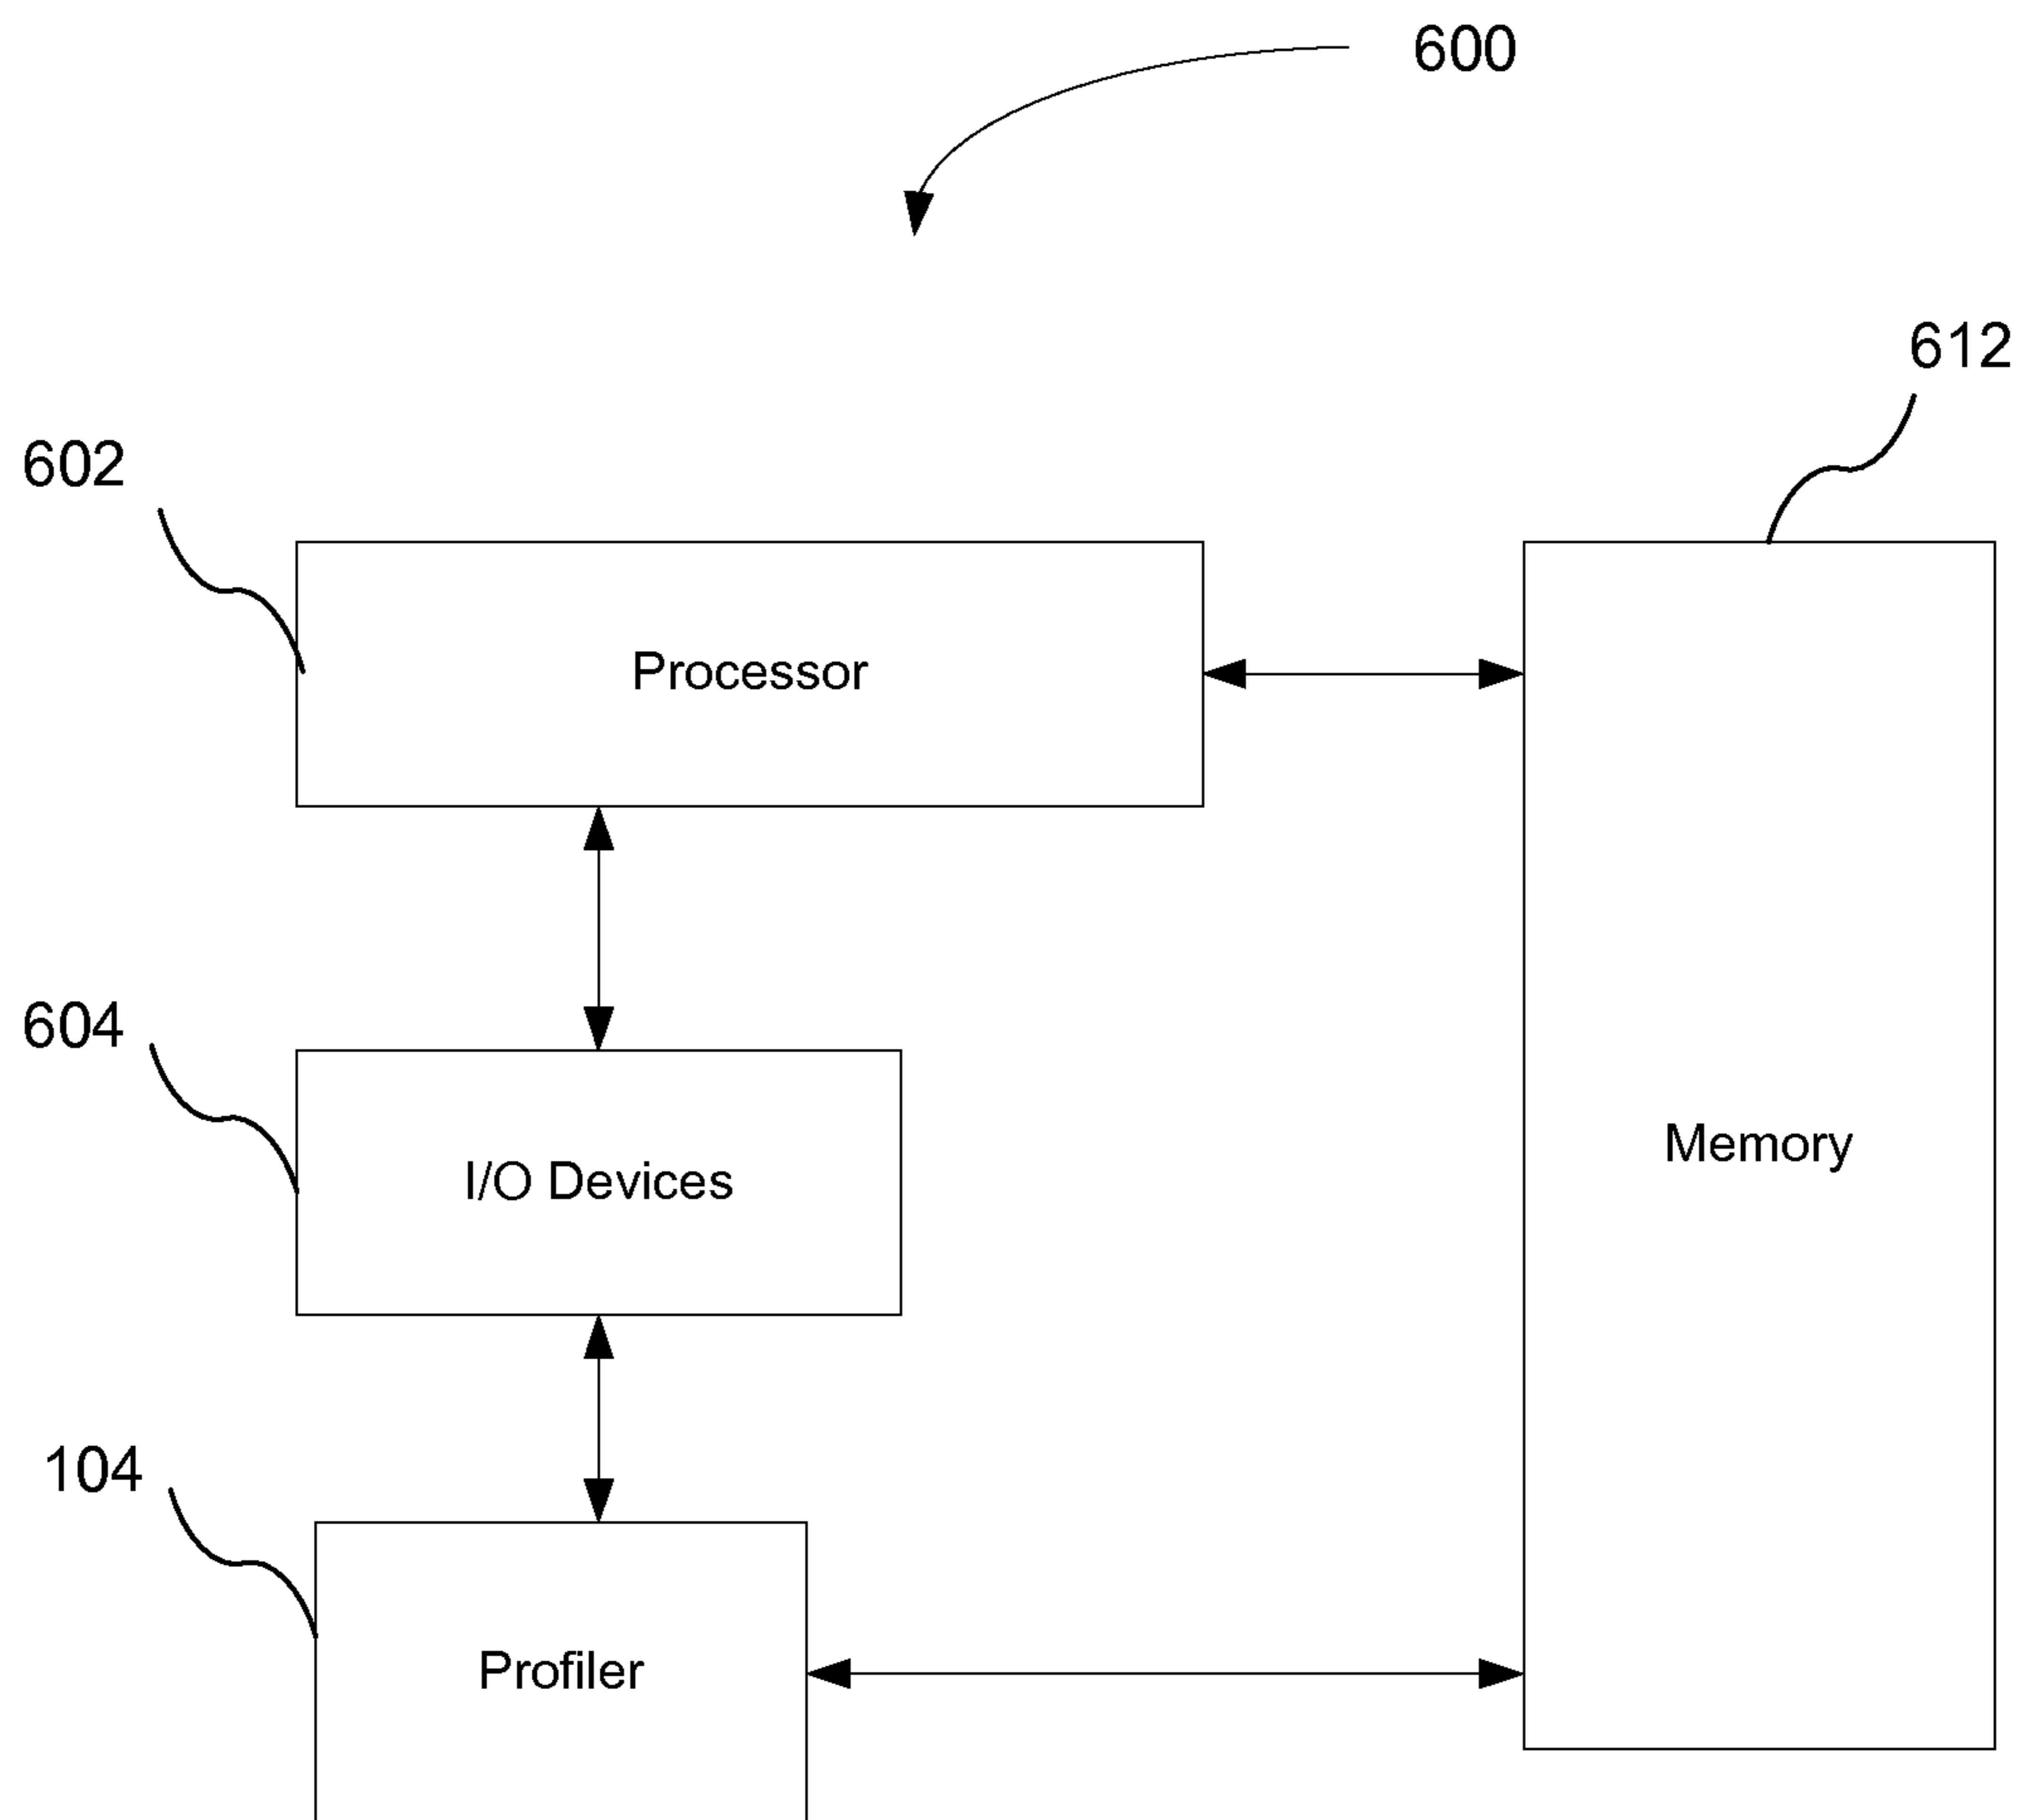 600
612
602
Processor
604
I/O Devices
Memory
104
Profiler